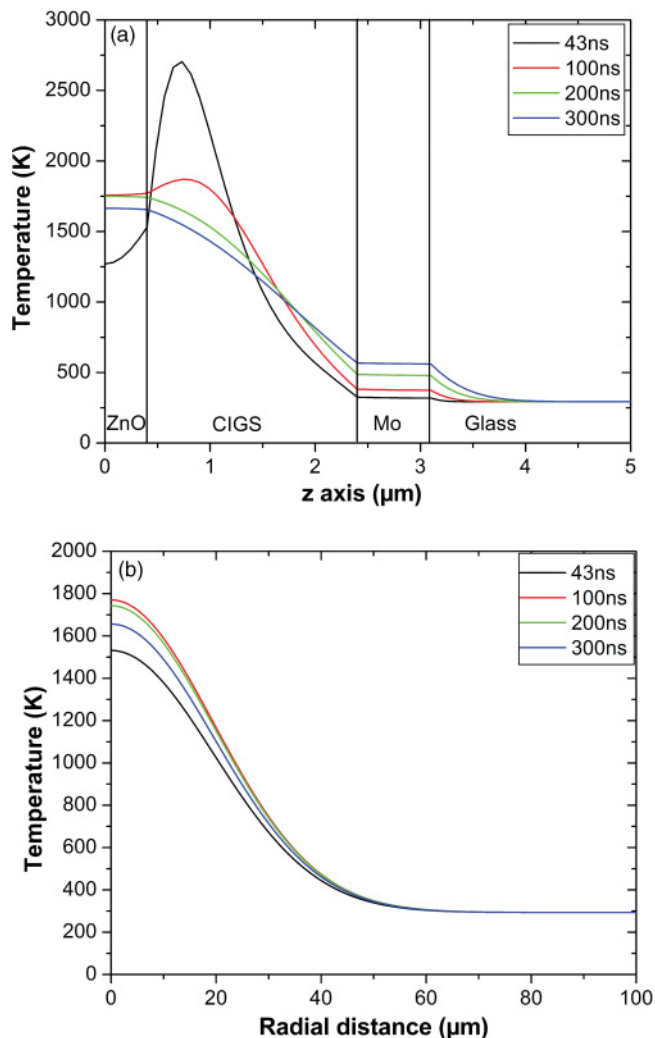 (a)
43ns
100ns
200ns
300ns
3000
2500
2000
1500
1000
500
0
Temperature (K)
ZnO CIGS Mo Glass
0 1 2 3 4 5
z axis (µm)
(b)
43ns
100ns
200ns
300ns
2000
1800
1600
1400
1200
1000
800
600
400
200
0
Temperature (K)
0 20 40 60 80 100
Radial distance (µm)